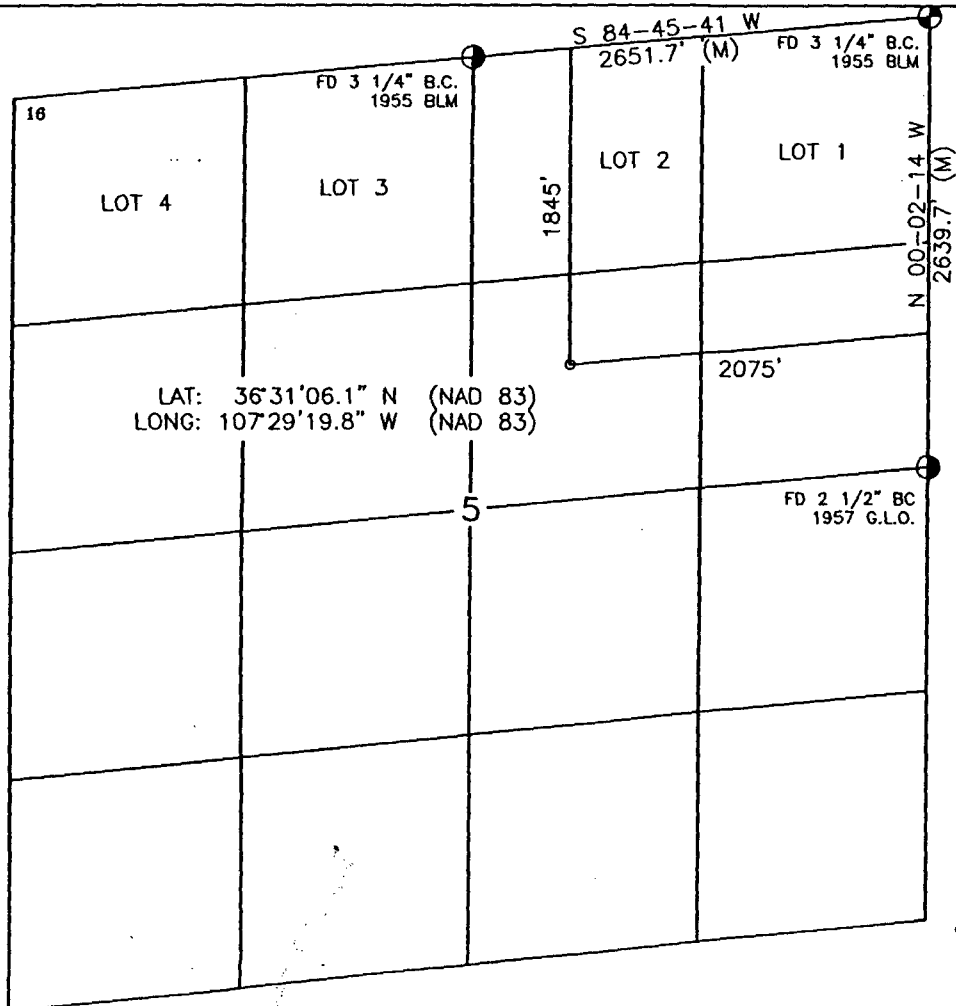 S 84-45-41 W
2651.7' (M)
FD 3 1/4" B.C.
1955 BLM
FD 3 1/4" B.C.
1955 BLM
16
LOT 4
LOT 3
LOT 2
LOT 1
1845'
N 00-02-14 W
2639.7' (M)
2075'
LAT: 36°31'06.1" N (NAD 83)
LONG: 107°29'19.8" W (NAD 83)
5
FD 2 1/2" BC
1957 G.L.O.